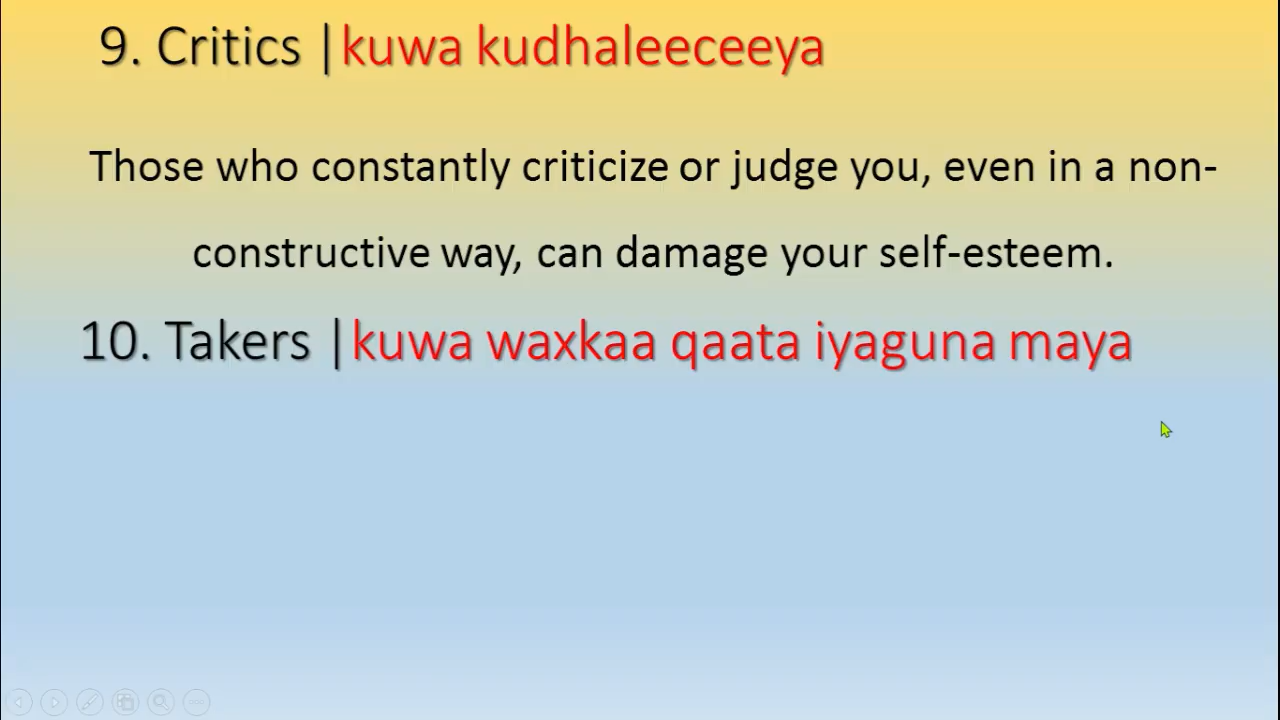 9. Critics |kuwa kudhaleeceeya
Those who constantly criticize or judge you, even in a non-
constructive way, can damage your self-esteem.
10. Takers |kuwa waxkaa qaata iyaguna maya